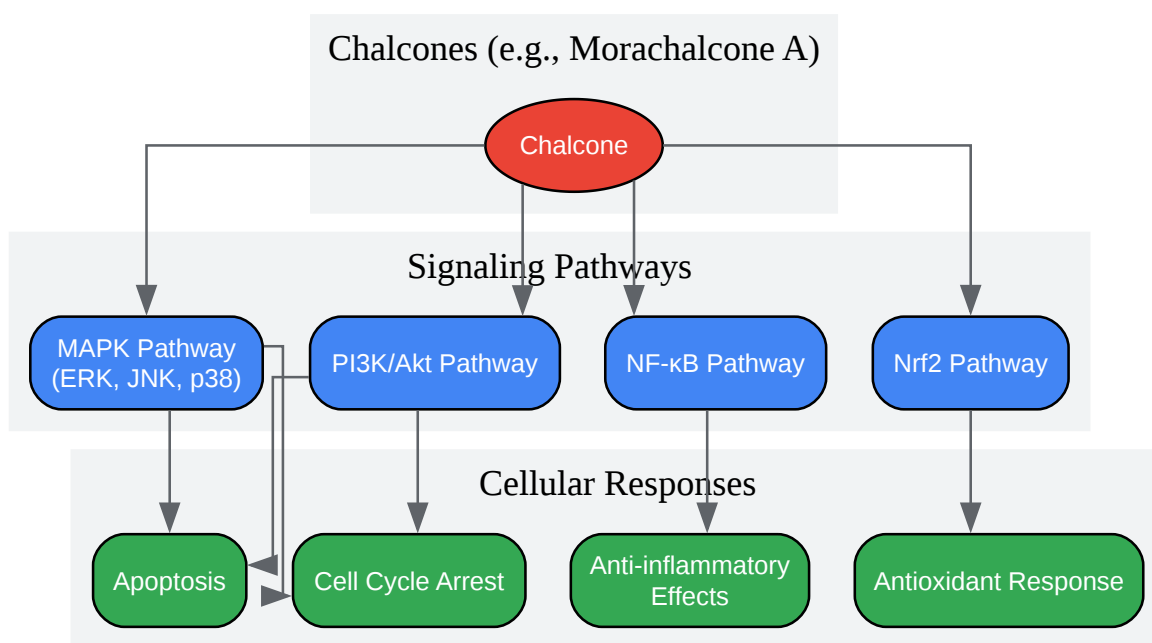 Chalcones (e.g., Morachalcone A)
Chalcone
Signaling Pathways
MAPK Pathway
(ERK, JNK, p38)
PI3K/Akt Pathway
NF-κB Pathway
Nrf2 Pathway
Cellular Responses
Apoptosis
Cell Cycle Arrest
Anti-inflammatory
Effects
Antioxidant Response